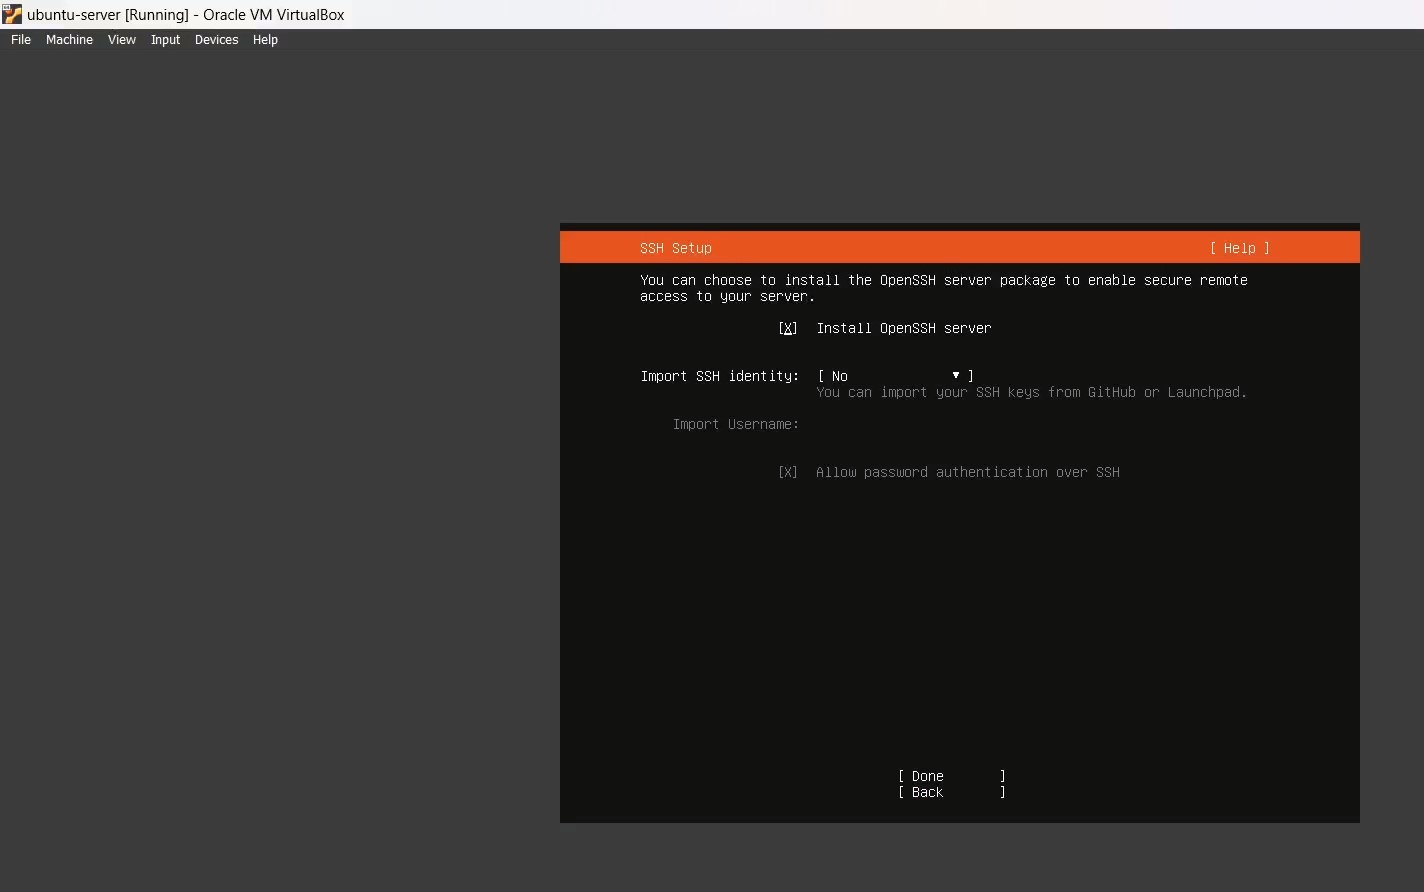 ubuntu-server [Running] - Oracle VM VirtualBox
File Machine View Input Devices Help
SSH Setup [ Help ]
You can choose to install the OpenSSH server package to enable secure remote
access to your server.
[X] Install OpenSSH server
Import SSH identity: [ No ▼ ]
You can import your SSH keys from GitHub or Launchpad.
Import Username:
[X] Allow password authentication over SSH
[ Done ]
[ Back ]